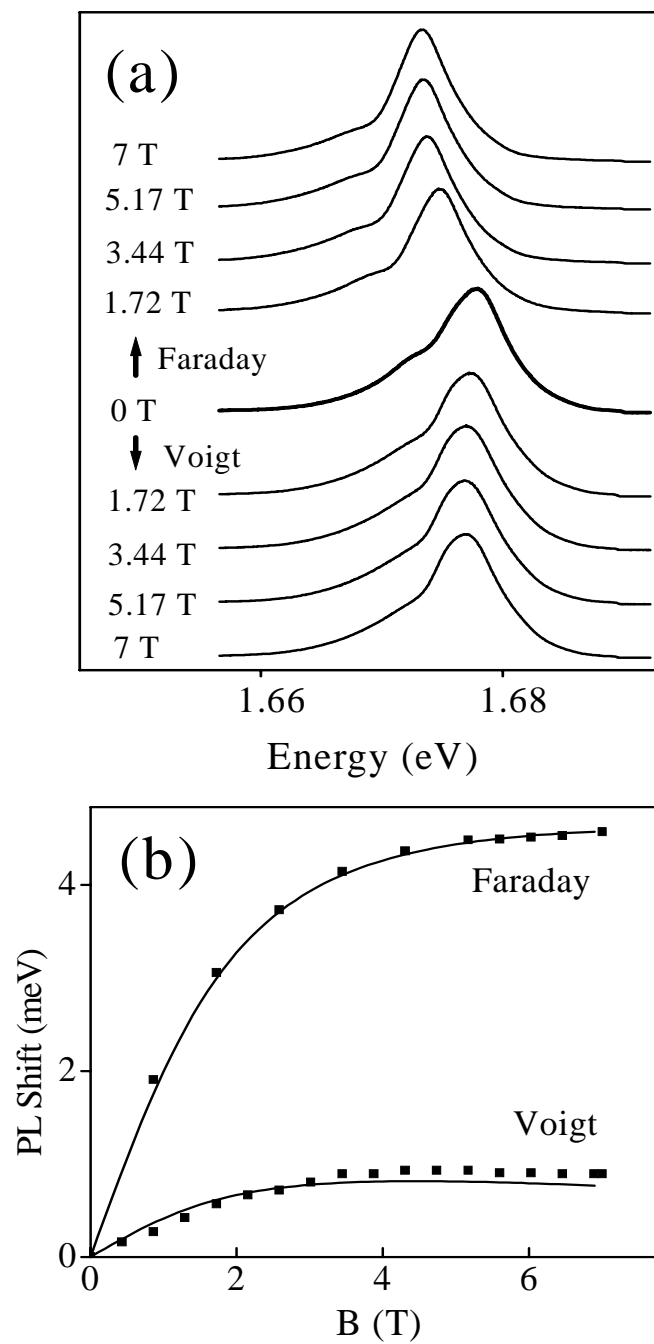 (a)
7 T
5.17 T
3.44 T
1.72 T
Faraday
0 T
Voigt
1.72 T
3.44 T
5.17 T
7 T
1.66 1.68
Energy (eV)
(b)
4
Faraday
PL Shift (meV)
2
Voigt
0
0 2 4 6
B (T)